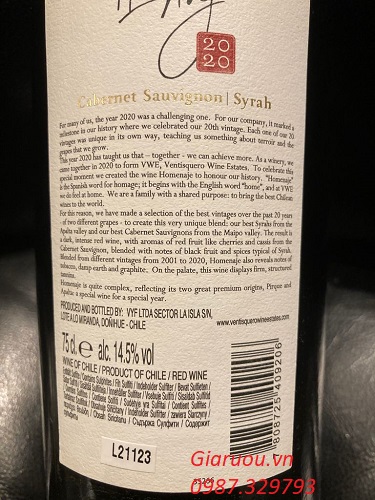 20
20
Cabernet Sauvignon | Syrah
For many of us, the year 2020 was a challenging one. For our company, it marked a
milestone in our history where we celebrated our 20th vintage. Each one of our 20
vintages was unique in its own way, teaching us something about terroir and the
grapes that we grow.
This year 2020 has taught us that – together - we can achieve more. As a winery, we
came together in 2020 to form VWE, Ventisquero Wine Estates. To celebrate this
special moment we created the wine Homenaje to honour our history. "Homenaje"
is the Spanish word for homage; it begins with the English word "home", and at VWE
we do feel at home. We are a family with a shared purpose: to bring the best Chilean
wines to the world.
For this reason, we have made a selection of the best vintages over the past 20 years
- of two different grapes - to create this very unique blend: our best Syrahs from the
Apalta valley and our best Cabernet Sauvignons from the Maipo valley. The result is
a dark, intense red wine, with aromas of red fruit like cherries and cassis from the
Cabernet Sauvignon, blended with notes of black fruit and spices typical of Syrah.
Blended from different vintages from 2001 to 2020, Homenaje also reveals notes of
tobacco, damp earth and graphite. On the palate, this wine displays firm, structured
tannins.
Homenaje is quite complex, reflecting its two great premium origins, Pirque and
Apalta: a special wine for a special year.
PRODUCED AND BOTTLED BY: VYF LTDA SECTOR LA ISLA S/N,
LOTE A LO MIRANDA, DOÑIHUE - CHILE
www.ventisquerowineestates.com
75 cl. e alc. 14.5% vol
WINE OF CHILE / PRODUCT OF CHILE / RED WINE
L21123
7 808725 409206
Giaruou.vn
0987.329793